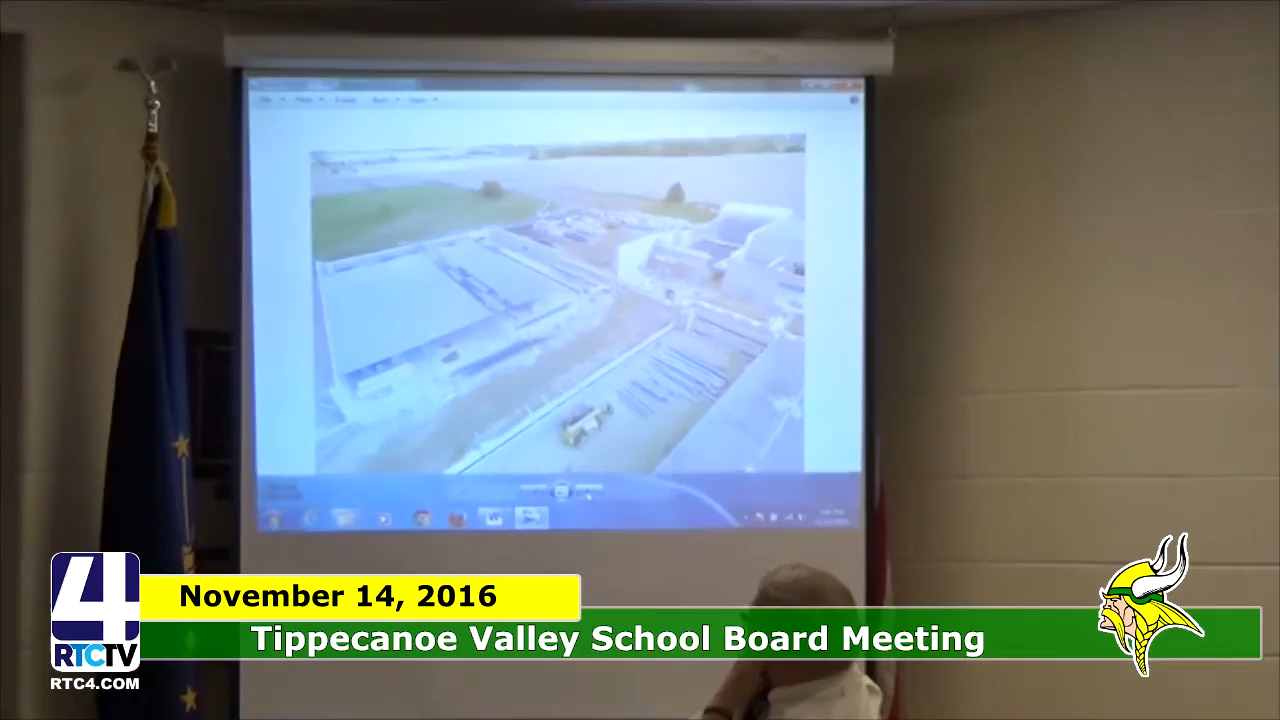 November 14, 2016
Tippecanoe Valley School Board Meeting
4
RTCTV
RTC4.COM